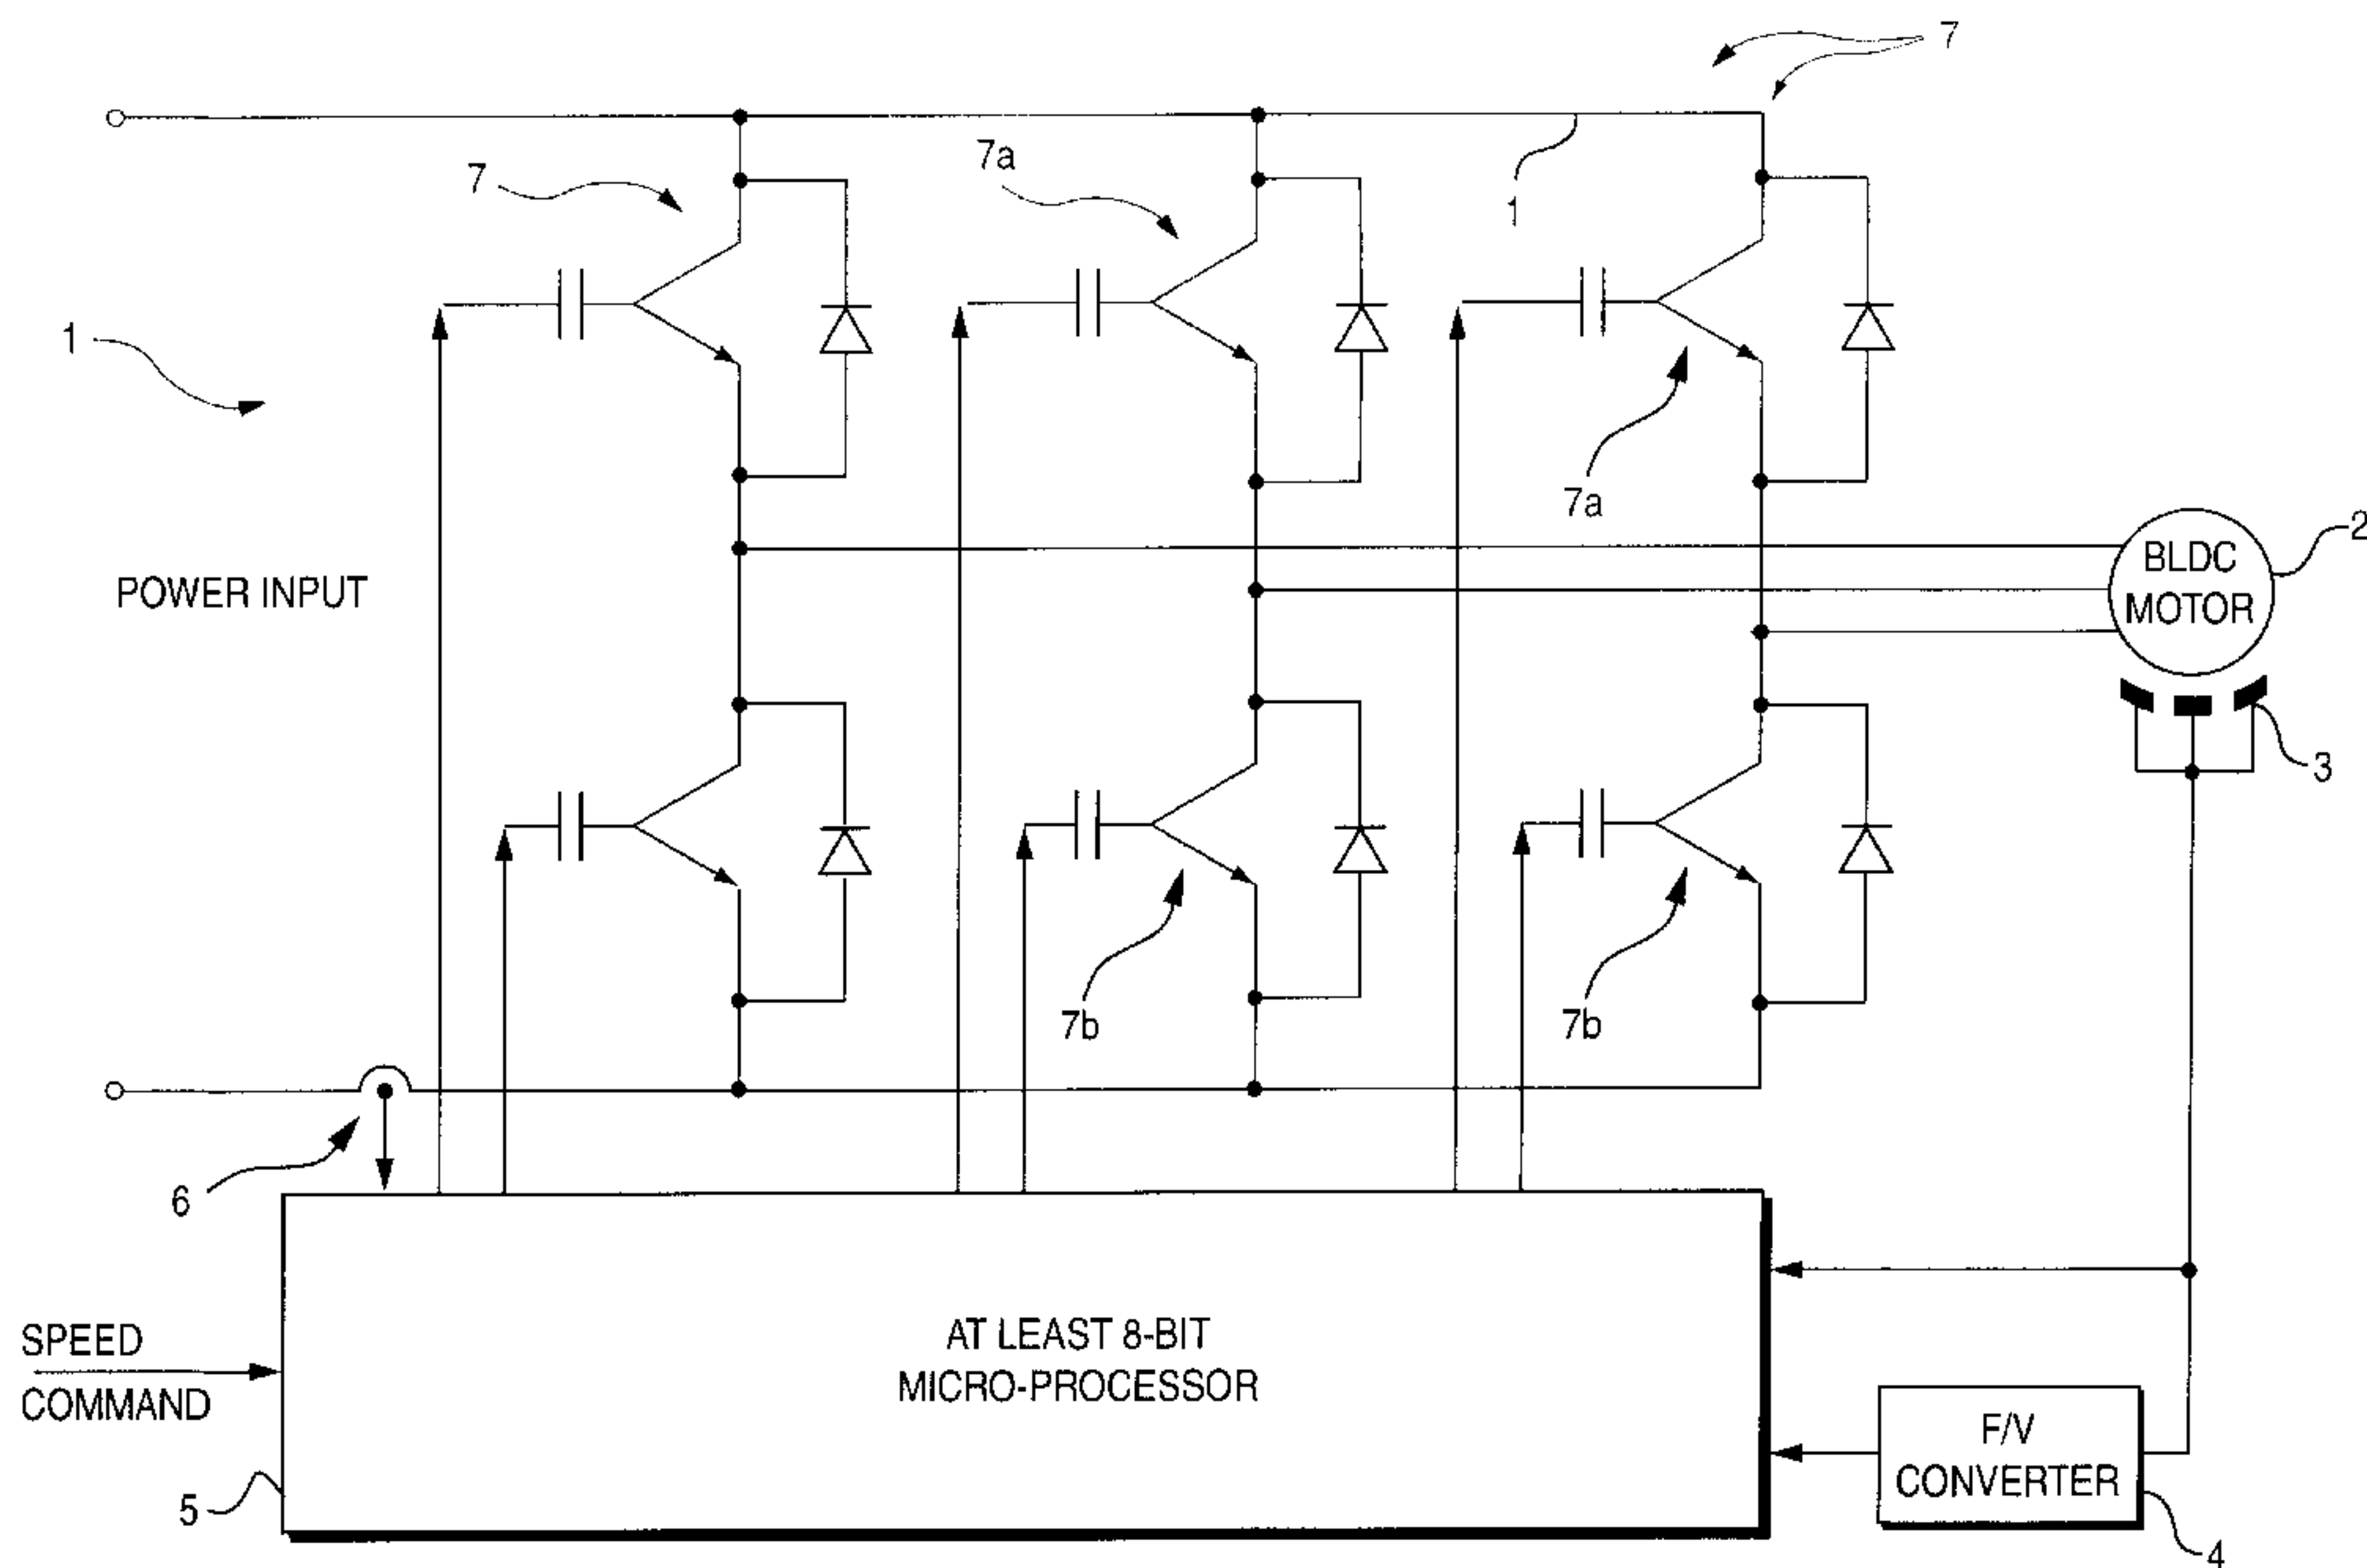 7
7a
7
1
1
7a
2
BLDC
MOTOR
POWER INPUT
3
7b
7b
6
SPEED
COMMAND
AT LEAST 8-BIT
MICRO-PROCESSOR
F/V
CONVERTER
5
4